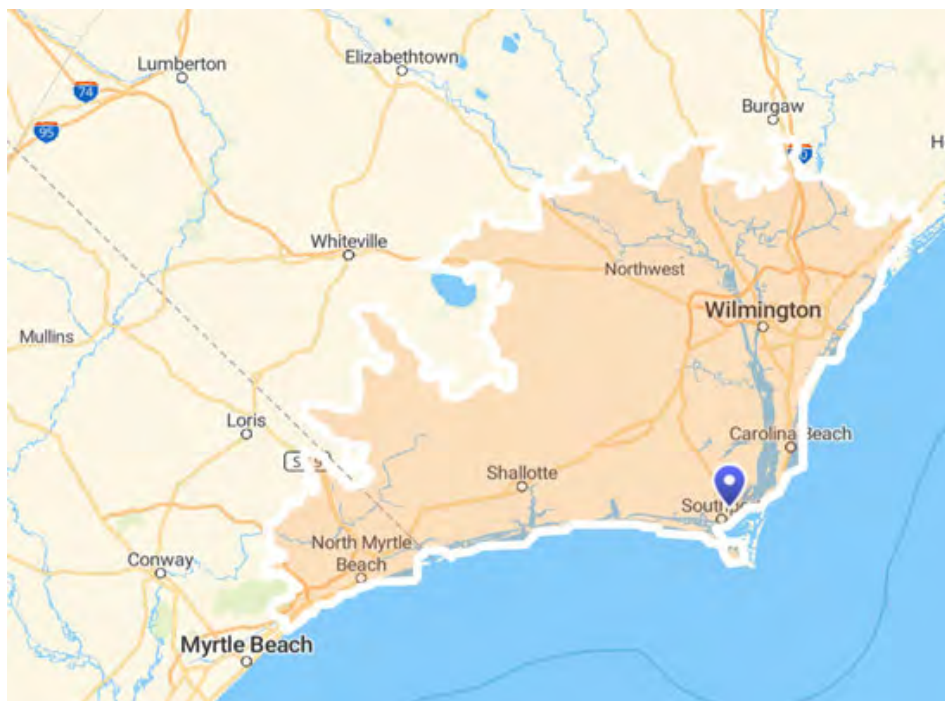 Lumberton
Elizabethtown
74
Burgaw
95
Whiteville
Northwest
Wilmington
Mullins
Loris
Carolina Beach
Shallotte
North Myrtle
Beach
Conway
Myrtle Beach